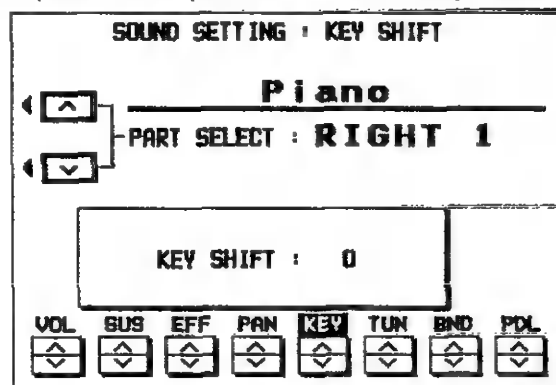 SOUND SETTING : KEY SHIFT
Piano
PART SELECT : RIGHT 1
KEY SHIFT : 0
VOL SUS EFF PAN KEY TUN BND PDL